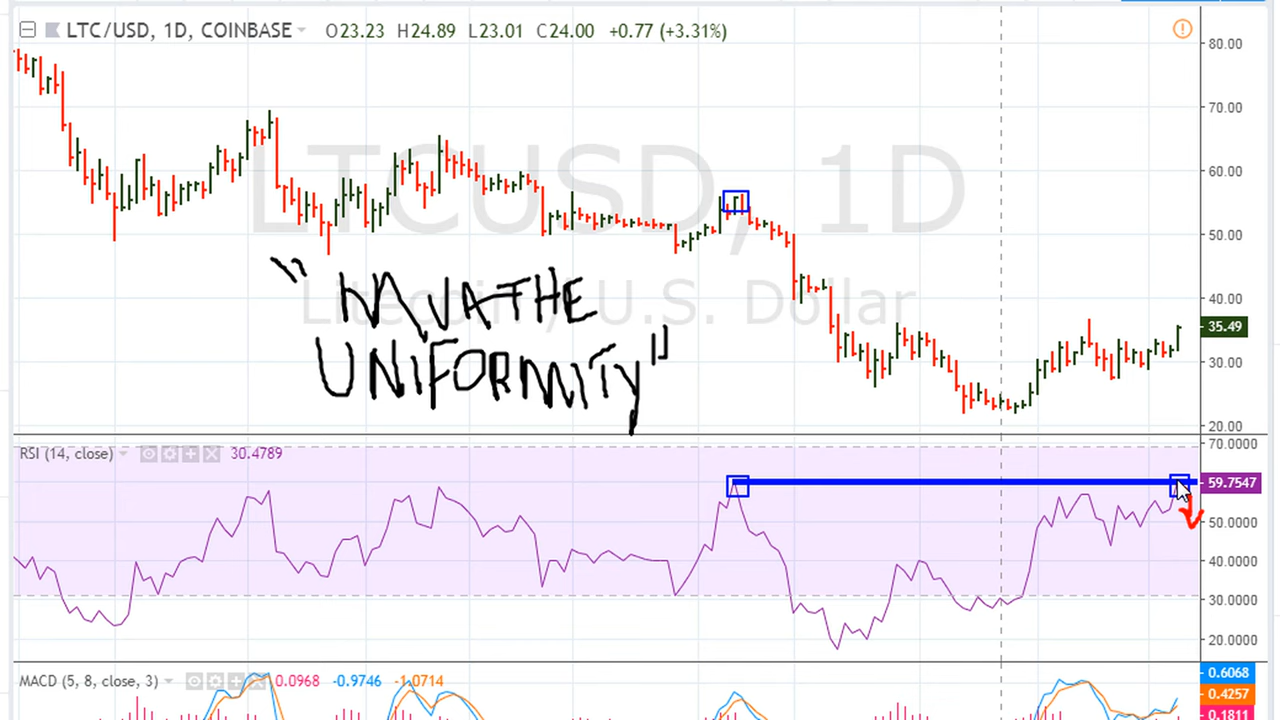 LTC/USD, 1D, COINBASE O23.23 H24.89 L23.01 C24.00 +0.77 (+3.31%)
80.00
70.00
LTCUSD, 1D
60.00
50.00
Litecoin / U.S. Dollar
40.00
35.49
30.00
20.00
"
THE
UNIFORMITY"
RSI (14, close) 30.4789
70.0000
59.7547
50.0000
40.0000
30.0000
20.0000
MACD (5, 8, close, 3) 0.0968 -0.9746 -1.0714
0.6068
0.4257
0.1811